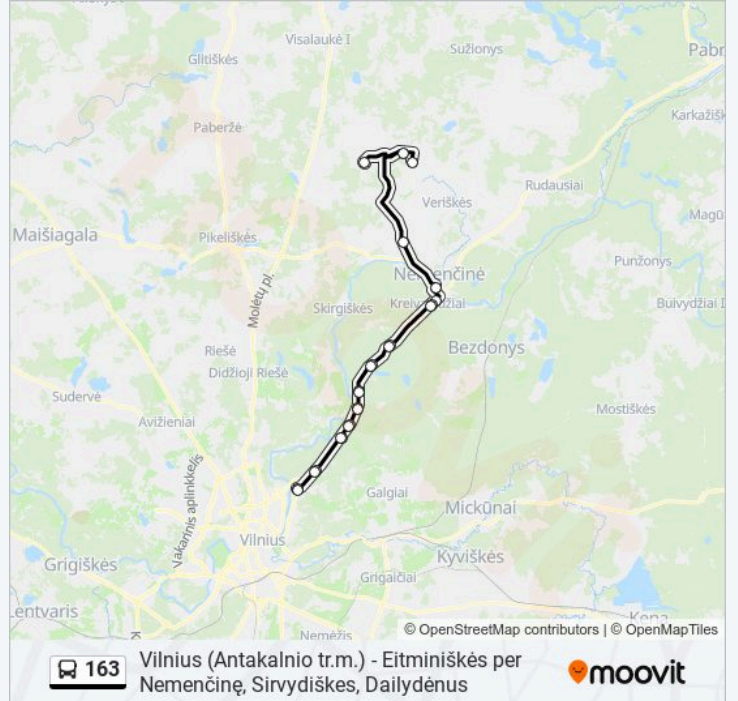 Visalaukė I
Glitiškės
Sužionys
Pabr
Karkažišk
Paberžė
Rudausiai
Veriškės
Magū
Maišiagala
Pikeliškės
Punžonys
Nemenčinė
Molėtų pl.
Skirgiškės
Buivydžiai I
Bezdonys
Riešė
Didžioji Riešė
Sudervė
Mostiškės
Avižieniai
Vakarinis aplinkkelis
Galgiai
Mickūnai
Vilnius
Kyviškės
Grigiškės
Grigaičiai
entvaris
Kena
Nemėžis
© OpenStreetMap contributors | © OpenMapTiles
163
Vilnius (Antakalnio tr.m.) - Eitminiškės per
Nemenčinę, Sirvydiškes, Dailydėnus
moovit